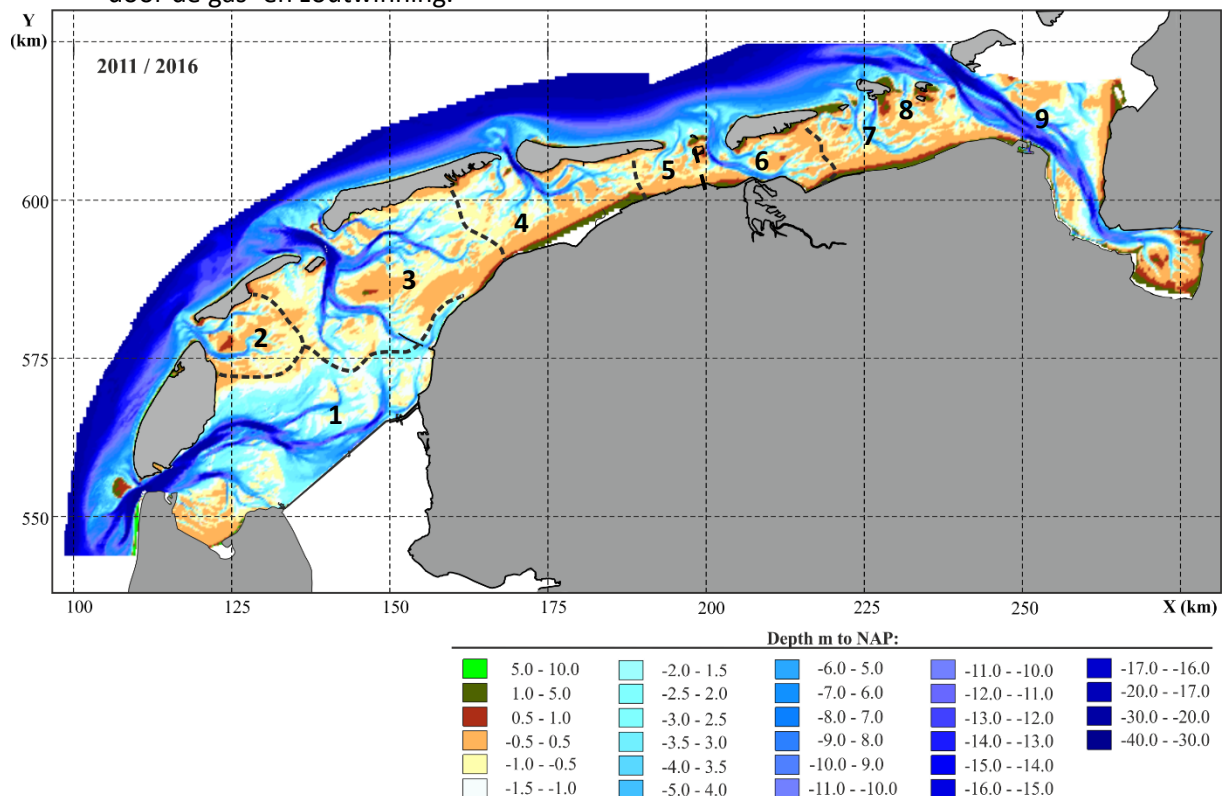 door de gas- en zoutwinning.
Y
(km)
2011 / 2016
1
2
3
4
5
6
7
8
9
600
575
550
100 125 150 175 200 225 250 X (km)
Depth m to NAP:
5.0 - 10.0 -2.0 - 1.5 -6.0 - 5.0 -11.0 - -10.0 -17.0 - -16.0
1.0 - 5.0 -2.5 - 2.0 -7.0 - 6.0 -12.0 - -11.0 -20.0 - -17.0
0.5 - 1.0 -3.0 - 2.5 -8.0 - 7.0 -13.0 - -12.0 -30.0 - -20.0
-0.5 - 0.5 -3.5 - 3.0 -9.0 - 8.0 -14.0 - -13.0 -40.0 - -30.0
-1.0 - -0.5 -4.0 - 3.5 -10.0 - 9.0 -15.0 - -14.0
-1.5 - -1.0 -5.0 - 4.0 -11.0 - -10.0 -16.0 - -15.0